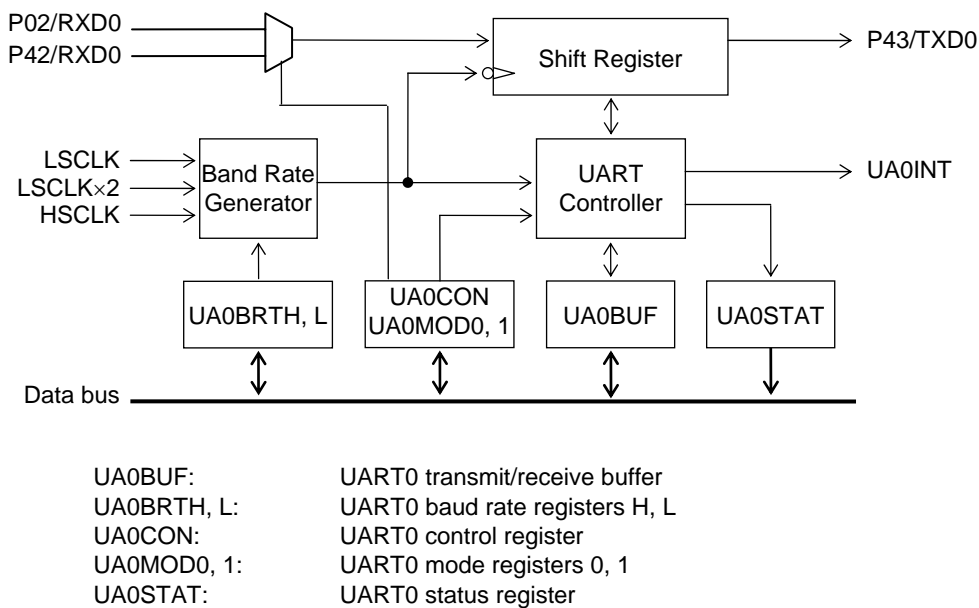 P02/RXD0
P42/RXD0
Shift Register
P43/TXD0
LSCLK
LSCLK×2
HSCLK
Band Rate
Generator
UART
Controller
UA0INT
UA0BRTH, L
UA0CON
UA0MOD0, 1
UA0BUF
UA0STAT
Data bus
UA0BUF: UART0 transmit/receive buffer
UA0BRTH, L: UART0 baud rate registers H, L
UA0CON: UART0 control register
UA0MOD0, 1: UART0 mode registers 0, 1
UA0STAT: UART0 status register